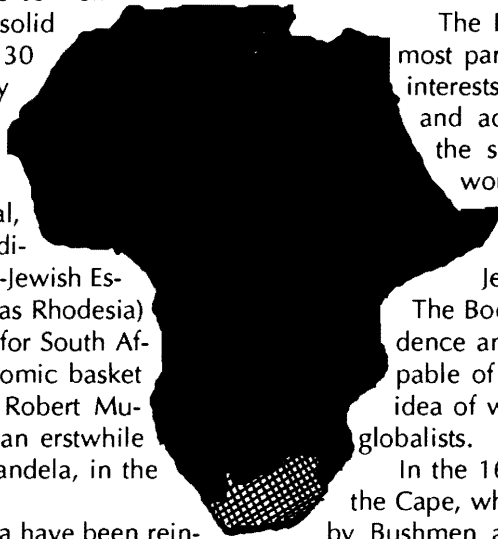 solid
30
y
al,
di-
-Jewish Es-
as Rhodesia)
for South Af-
omic basket
Robert Mu-
an erstwhile
andela, in the
a have been rein-
The
most par
interests
and ac
the s
wo
Je
The Bo
dence an
pable of
idea of w
globalists.
In the 16
the Cape, wh
by Bushmen a